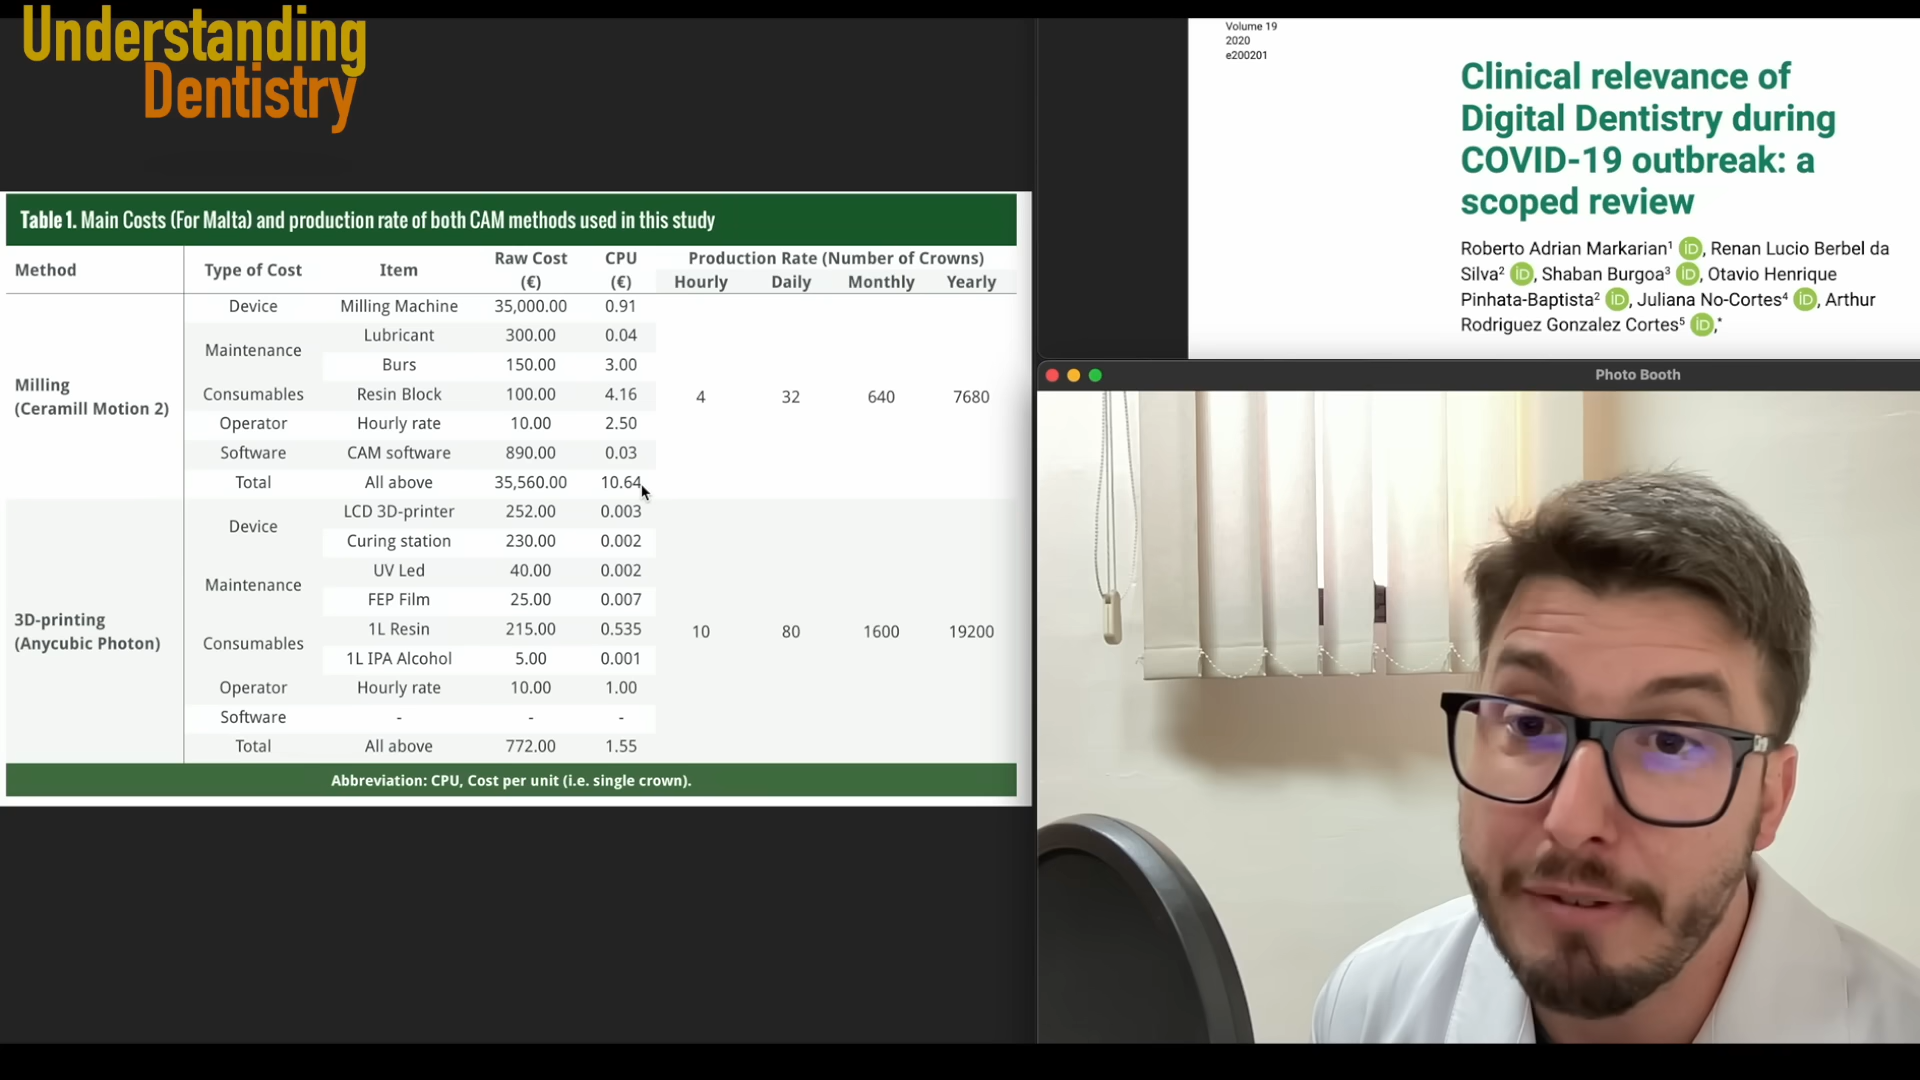 Understanding
Dentistry
Table 1. Main Costs (For Malta) and production rate of both CAM methods used in this study
Method Type of Cost Item Raw Cost (€) CPU (€) Production Rate (Number of Crowns)
Hourly Daily Monthly Yearly
Milling (Ceramill Motion 2)
Device Milling Machine 35,000.00 0.91
Maintenance Lubricant 300.00 0.04
Burs 150.00 3.00
Consumables Resin Block 100.00 4.16
4 32 640 7680
Operator Hourly rate 10.00 2.50
Software CAM software 890.00 0.03
Total All above 35,560.00 10.64
3D-printing (Anycubic Photon)
Device LCD 3D-printer 252.00 0.003
Curing station 230.00 0.002
Maintenance UV Led 40.00 0.002
FEP Film 25.00 0.007
Consumables 1L Resin 215.00 0.535
10 80 1600 19200
1L IPA Alcohol 5.00 0.001
Operator Hourly rate 10.00 1.00
Software - - -
Total All above 772.00 1.55
Abbreviation: CPU, Cost per unit (i.e. single crown).
Volume 19
2020
e200201
Clinical relevance of
Digital Dentistry during
COVID-19 outbreak: a
scoped review
Roberto Adrian Markarian¹ iD, Renan Lucio Berbel da
Silva² iD, Shaban Burgoa³ iD, Otavio Henrique
Pinhata-Baptista² iD, Juliana No-Cortes⁴ iD, Arthur
Rodriguez Gonzalez Cortes⁵ iD,*
Photo Booth